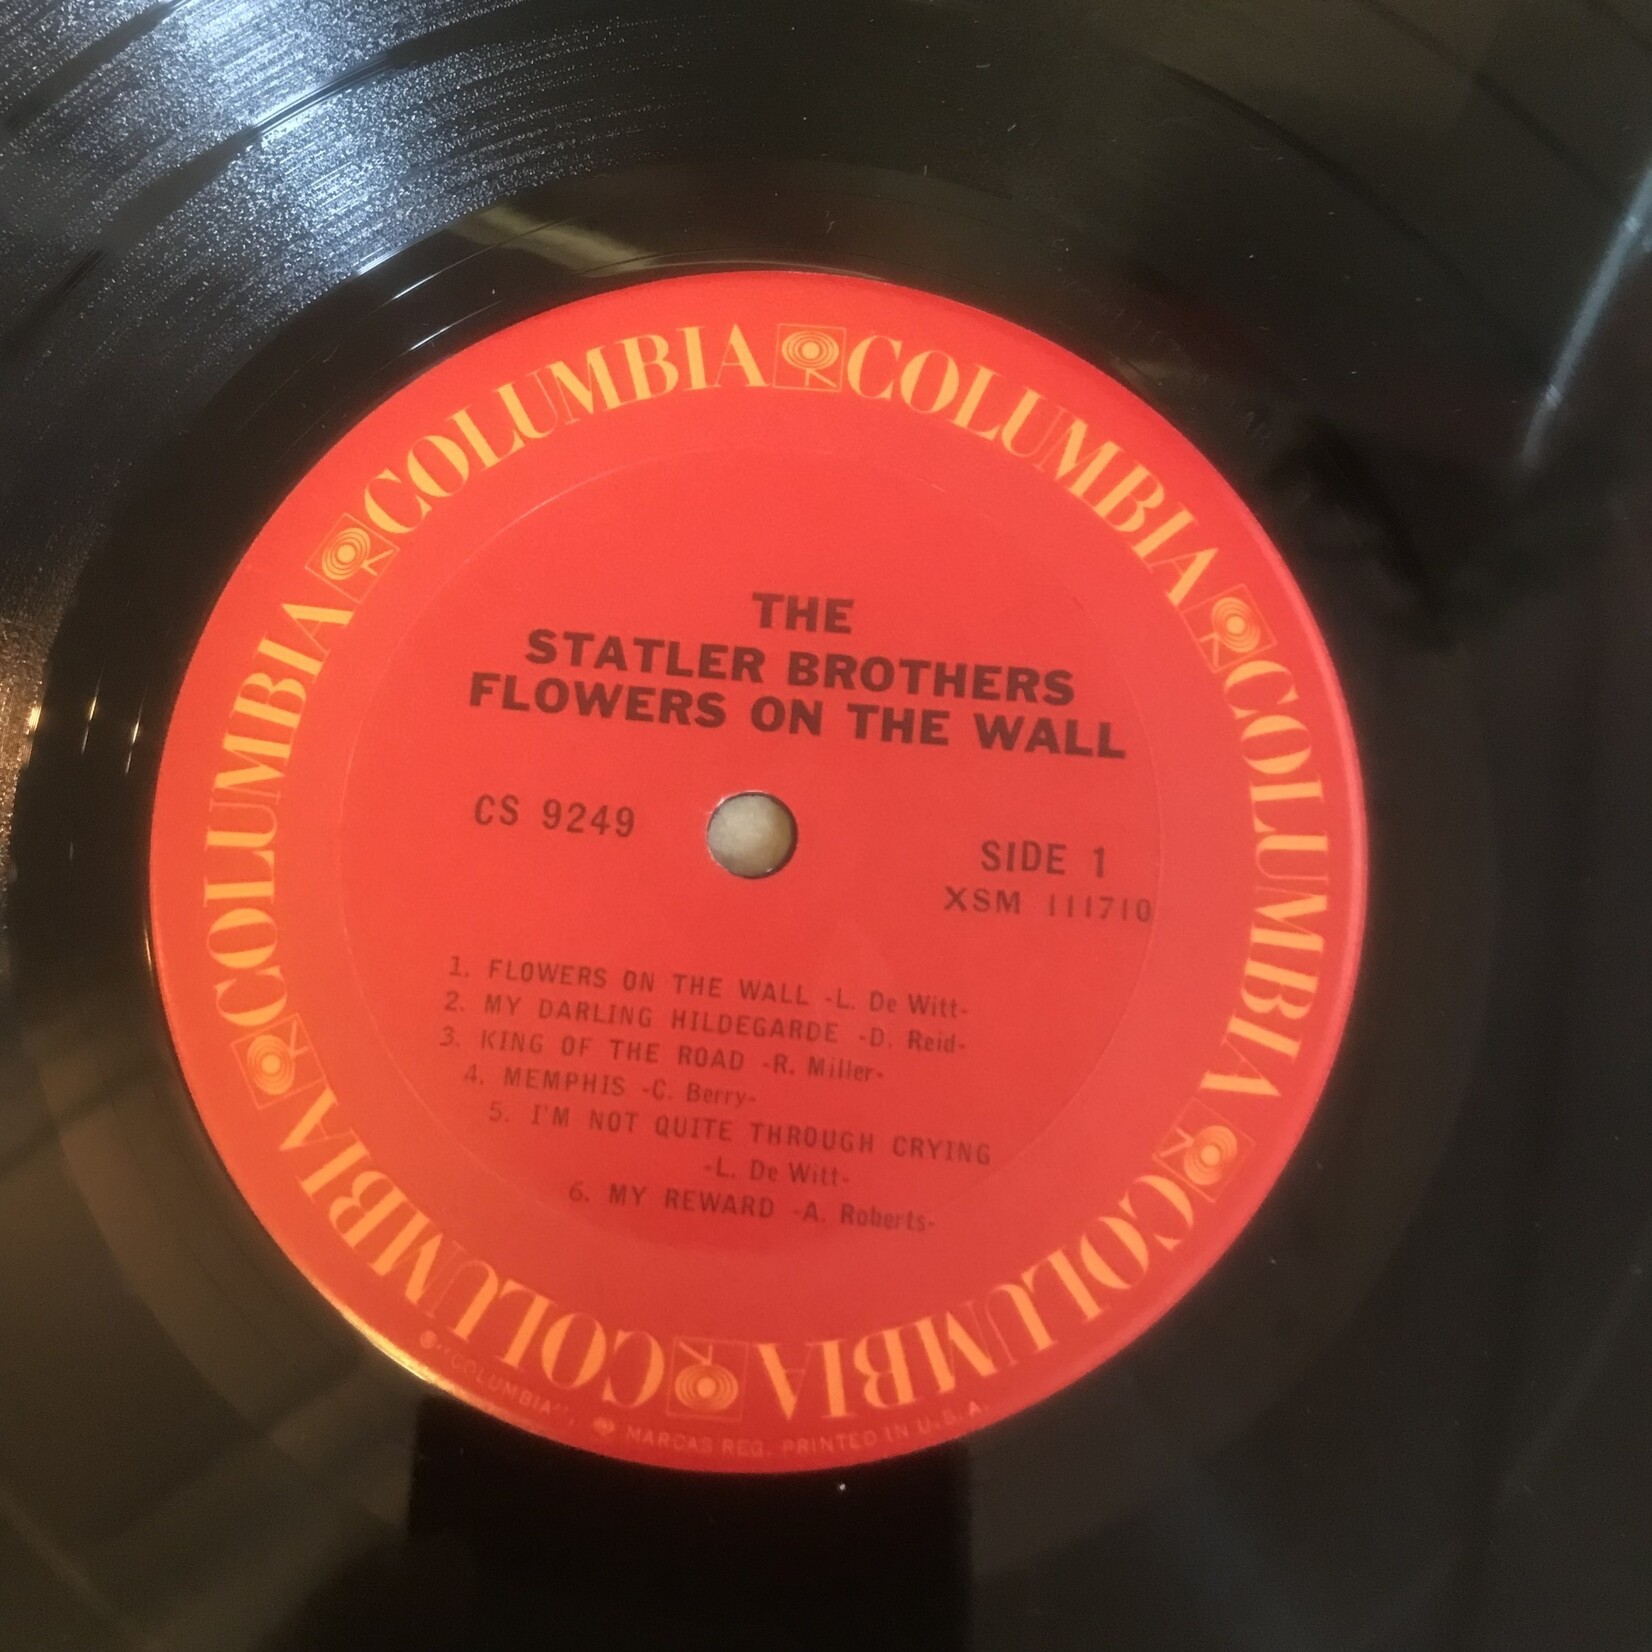 COLUMBIA COLUMBIA COLUMBIA COLUMBIA COLUMBIA COLUMBIA
THE
STATLER BROTHERS
FLOWERS ON THE WALL
CS 9249
SIDE 1
XSM 111710
1. FLOWERS ON THE WALL -L. De Witt-
2. MY DARLING HILDEGARDE -D. Reid-
3. KING OF THE ROAD -R. Miller-
4. MEMPHIS -C. Berry-
5. I'M NOT QUITE THROUGH CRYING
-L. De Witt-
6. MY REWARD -A. Roberts-
® "COLUMBIA", MARCAS REG. PRINTED IN U.S.A.